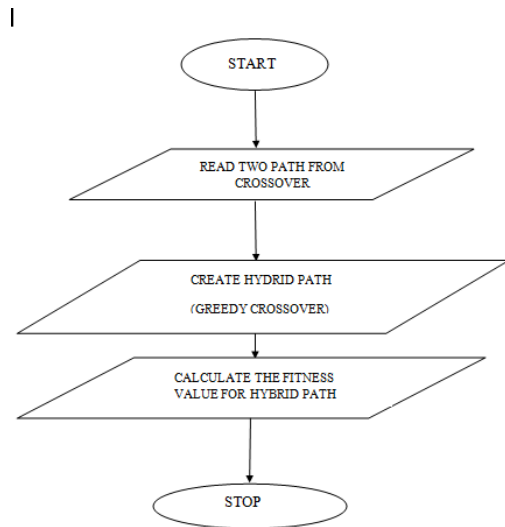 START
READ TWO PATH FROM
CROSSOVER
CREATE HYDRID PATH
(GREEDY CROSSOVER)
CALCULATE THE FITNESS
VALUE FOR HYBRID PATH
STOP